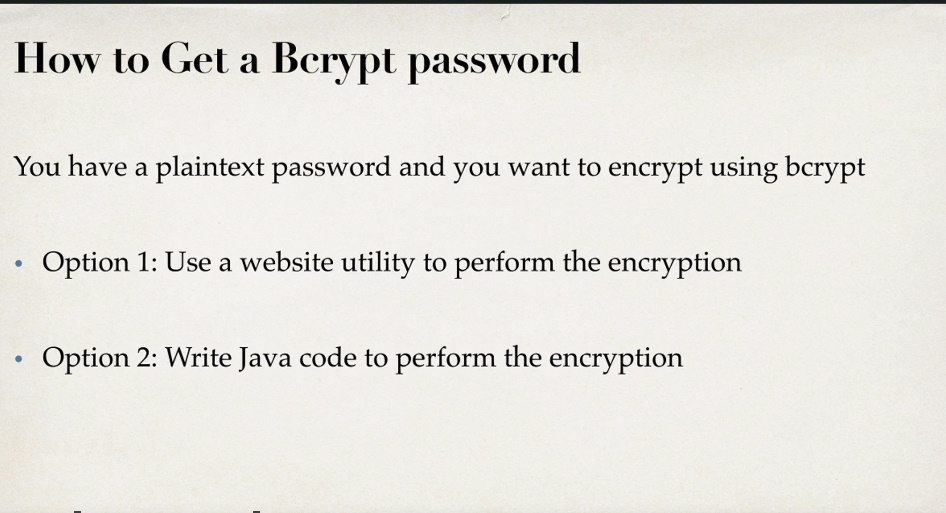 How to Get a Bcrypt password
You have a plaintext password and you want to encrypt using bcrypt
• Option 1: Use a website utility to perform the encryption
• Option 2: Write Java code to perform the encryption